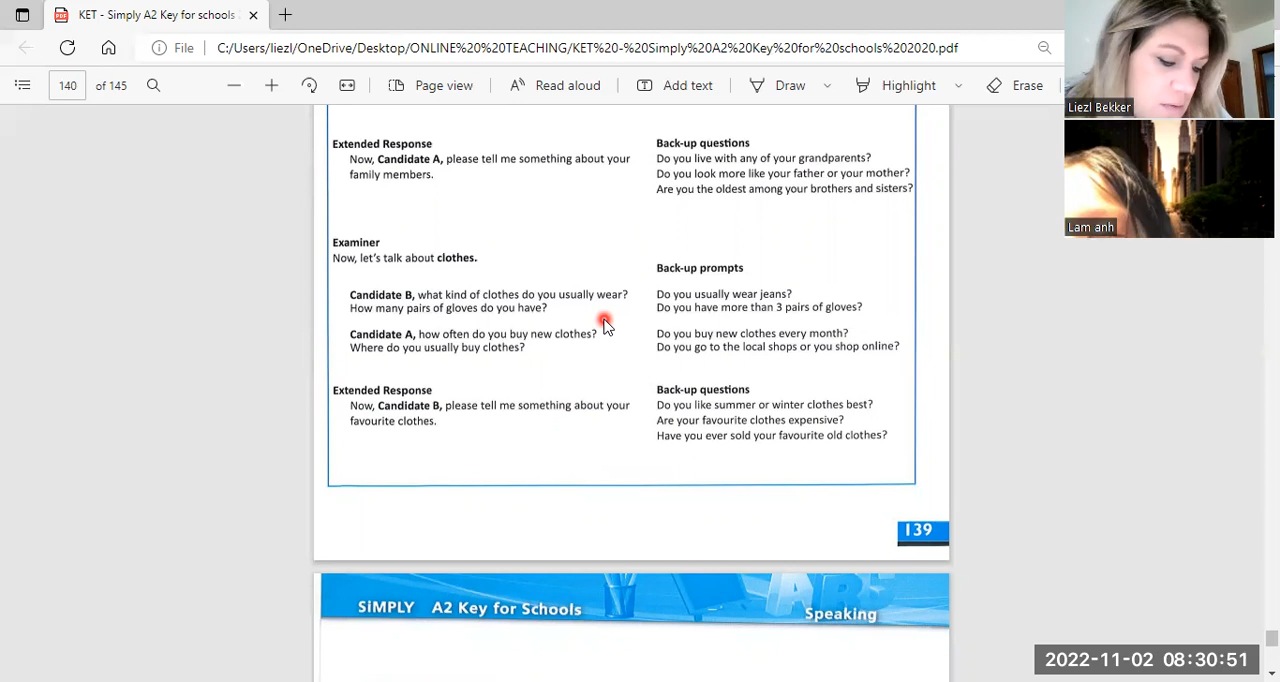 KET - Simply A2 Key for schools
File
C:/Users/liezl/OneDrive/Desktop/ONLINE%20%20TEACHING/KET%20-%20Simply%20A2%20Key%20for%20schools%202020.pdf
140 of 145
Page view
Read aloud
Add text
Draw
Highlight
Erase
Liezl Bekker
Lam anh
Extended Response
Now, Candidate A, please tell me something about your
family members.
Back-up questions
Do you live with any of your grandparents?
Do you look more like your father or your mother?
Are you the oldest among your brothers and sisters?
Examiner
Now, let's talk about clothes.
Back-up prompts
Candidate B, what kind of clothes do you usually wear?
How many pairs of gloves do you have?
Do you usually wear jeans?
Do you have more than 3 pairs of gloves?
Candidate A, how often do you buy new clothes?
Where do you usually buy clothes?
Do you buy new clothes every month?
Do you go to the local shops or you shop online?
Extended Response
Now, Candidate B, please tell me something about your
favourite clothes.
Back-up questions
Do you like summer or winter clothes best?
Are your favourite clothes expensive?
Have you ever sold your favourite old clothes?
139
SiMPLY A2 Key for Schools
Speaking
2022-11-02 08:30:51